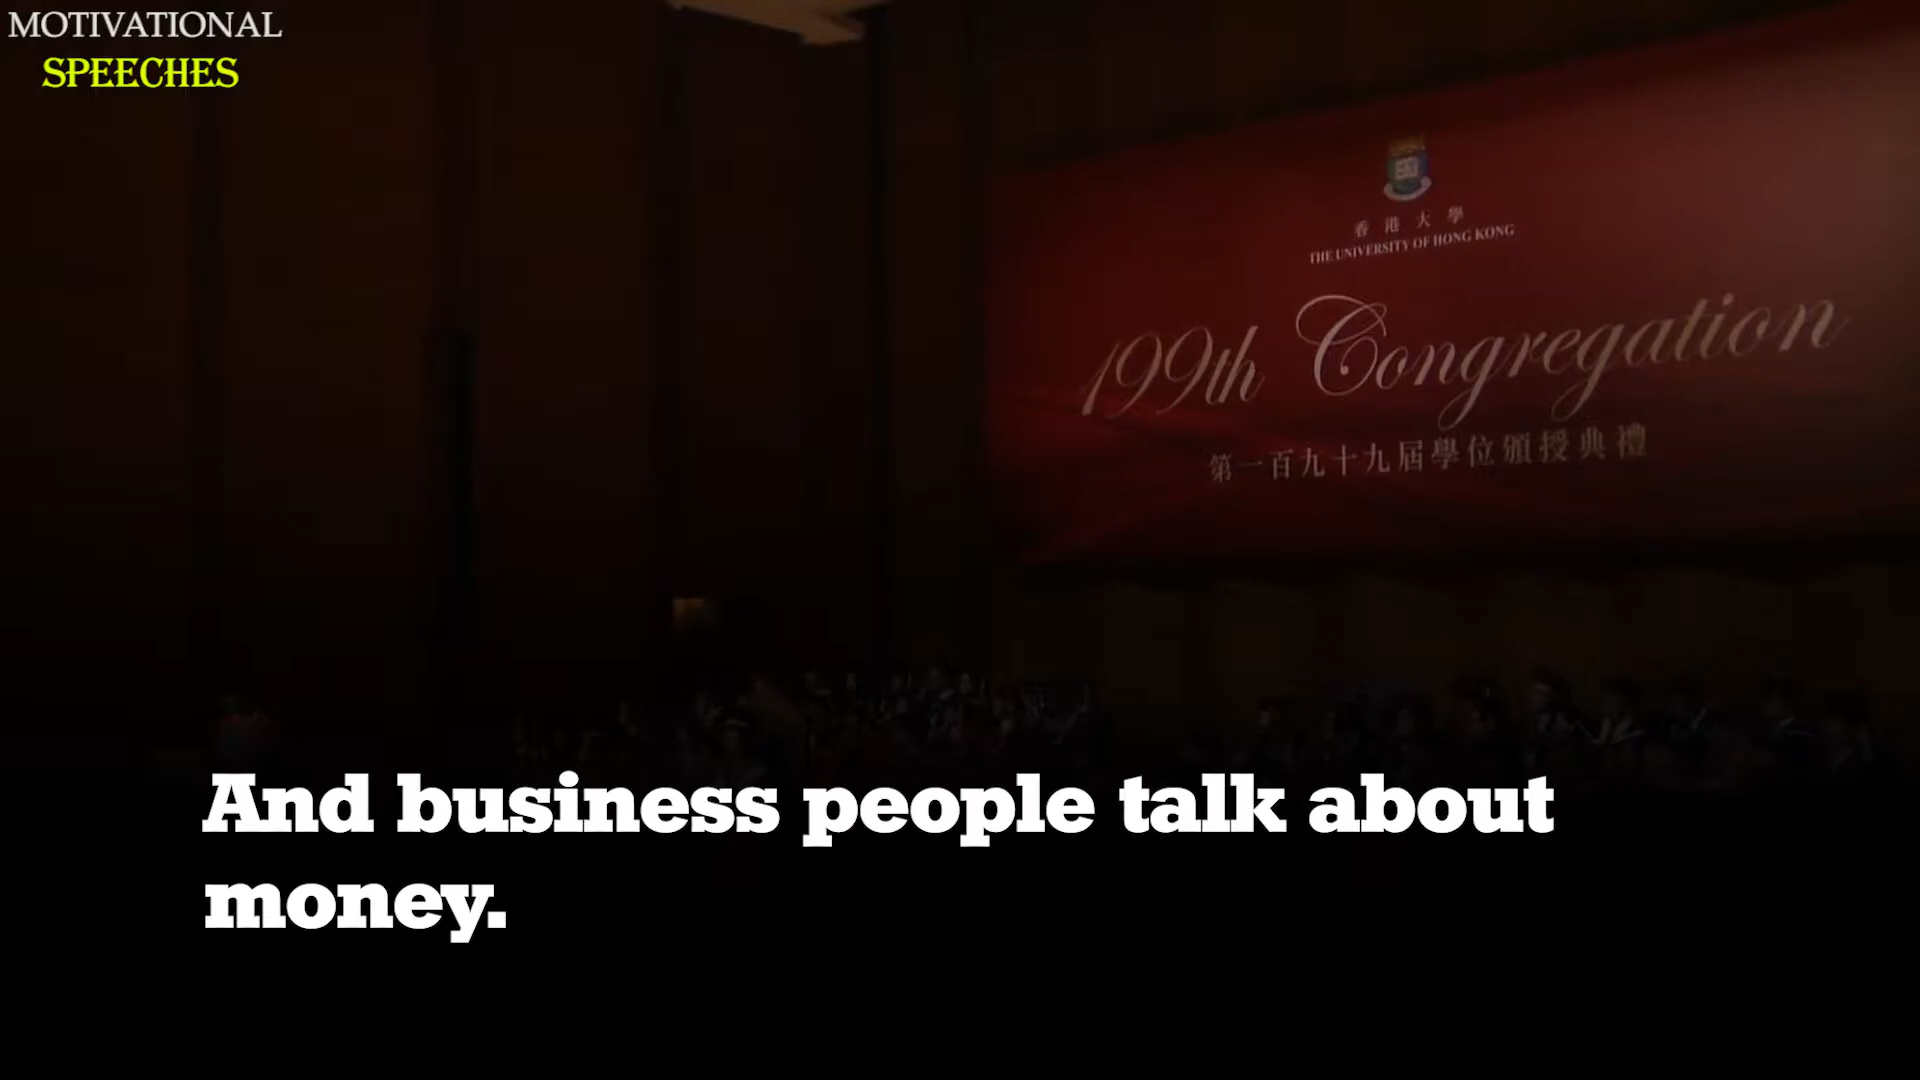 MOTIVATIONAL
SPEECHES
香港大學
THE UNIVERSITY OF HONG KONG
199th Congregation
第一百九十九屆學位頒授典禮
And business people talk about
money.